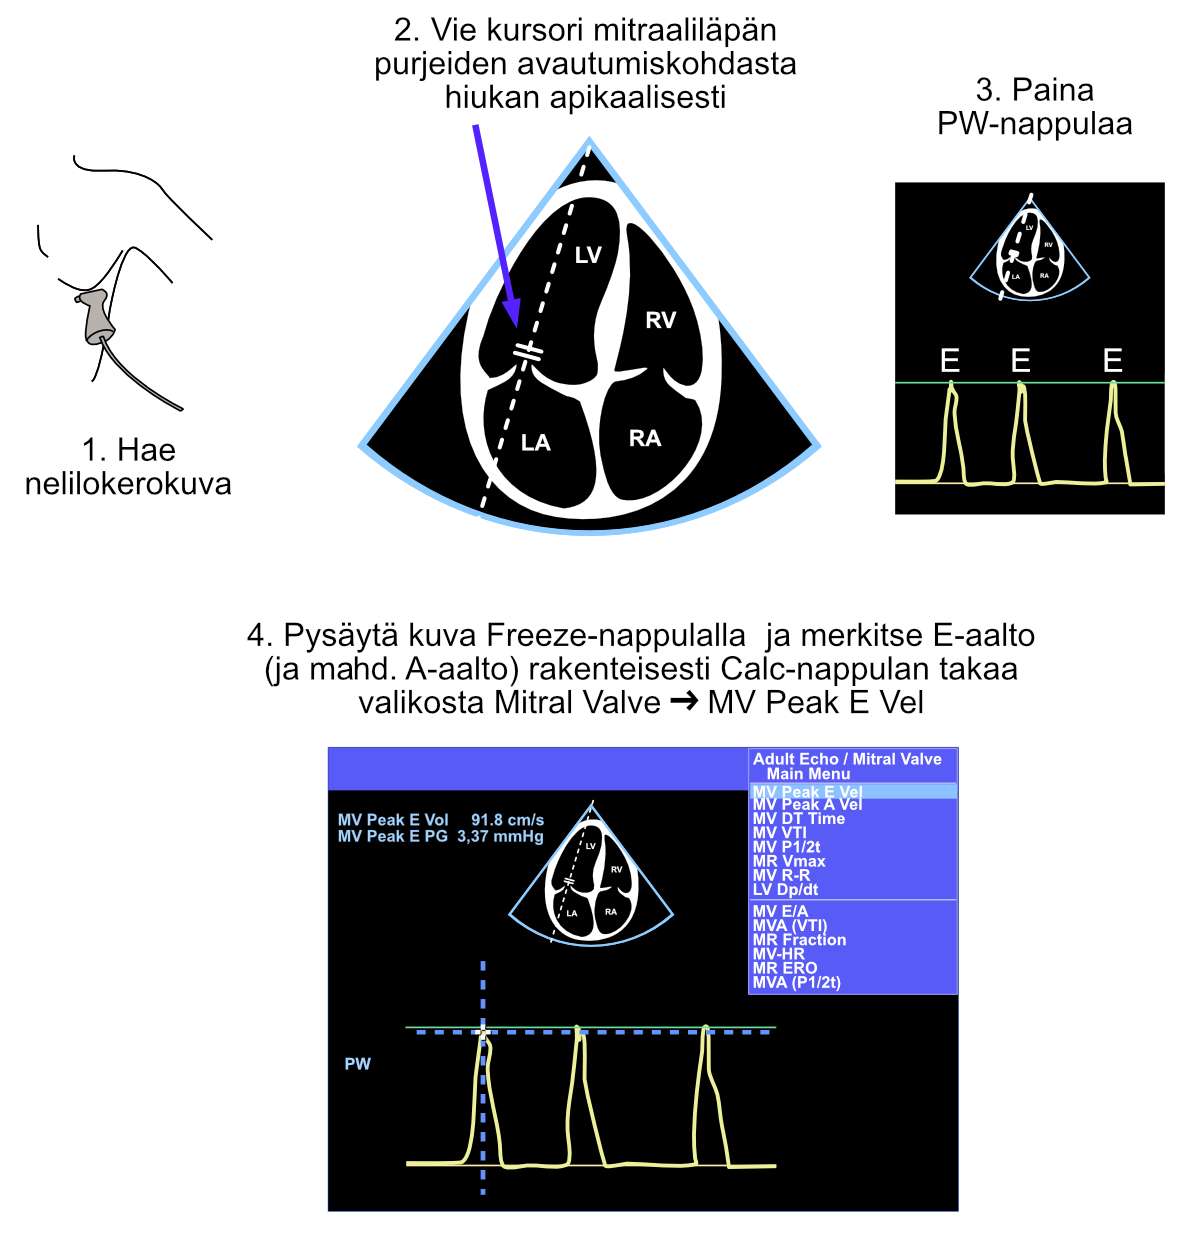 2. Vie kursori mitraaliläpän
purjeiden avautumiskohdasta
hiukan apikaalisesti
3. Paina
PW-nappulaa
1. Hae
nelilokerokuva
LV
RV
LA
RA
LV
RV
LA
RA
E
E
E
4. Pysäytä kuva Freeze-nappulalla ja merkitse E-aalto
(ja mahd. A-aalto) rakenteisesti Calc-nappulan takaa
valikosta Mitral Valve → MV Peak E Vel
Adult Echo / Mitral Valve
Main Menu
MV Peak E Vel
MV Peak A Vel
MV DT Time
MV VTI
MV P1/2t
MR Vmax
MV R-R
LV Dp/dt
MV E/A
MVA (VTI)
MR Fraction
MV-HR
MR ERO
MVA (P1/2t)
MV Peak E Vol 91.8 cm/s
MV Peak E PG 3,37 mmHg
LV
RV
LA
RA
PW